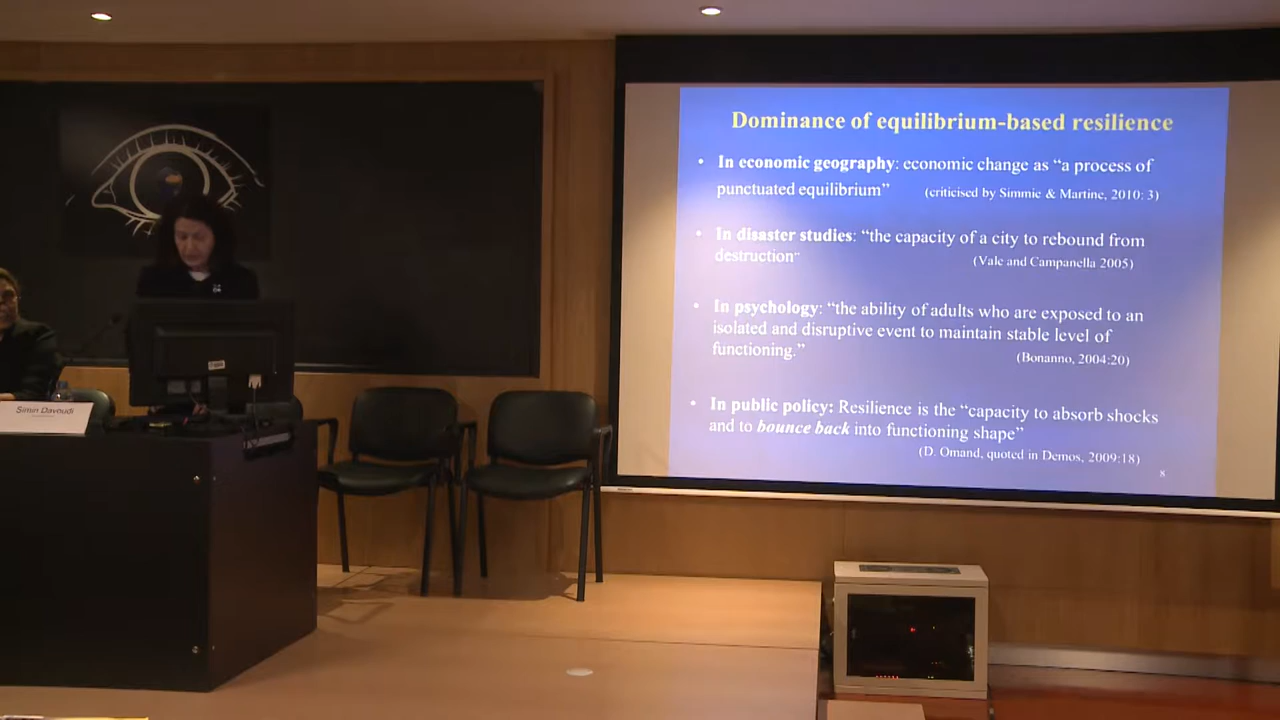 Dominance of equilibrium-based resilience
• In economic geography: economic change as “a process of
punctuated equilibrium” (criticised by Simmie & Martine, 2010: 3)
• In disaster studies: “the capacity of a city to rebound from
destruction” (Vale and Campanella 2005)
• In psychology: “the ability of adults who are exposed to an
isolated and disruptive event to maintain stable level of
functioning.” (Bonanno, 2004:20)
• In public policy: Resilience is the “capacity to absorb shocks
and to bounce back into functioning shape”
(D. Omand, quoted in Demos, 2009:18)
8
Simin Davoudi